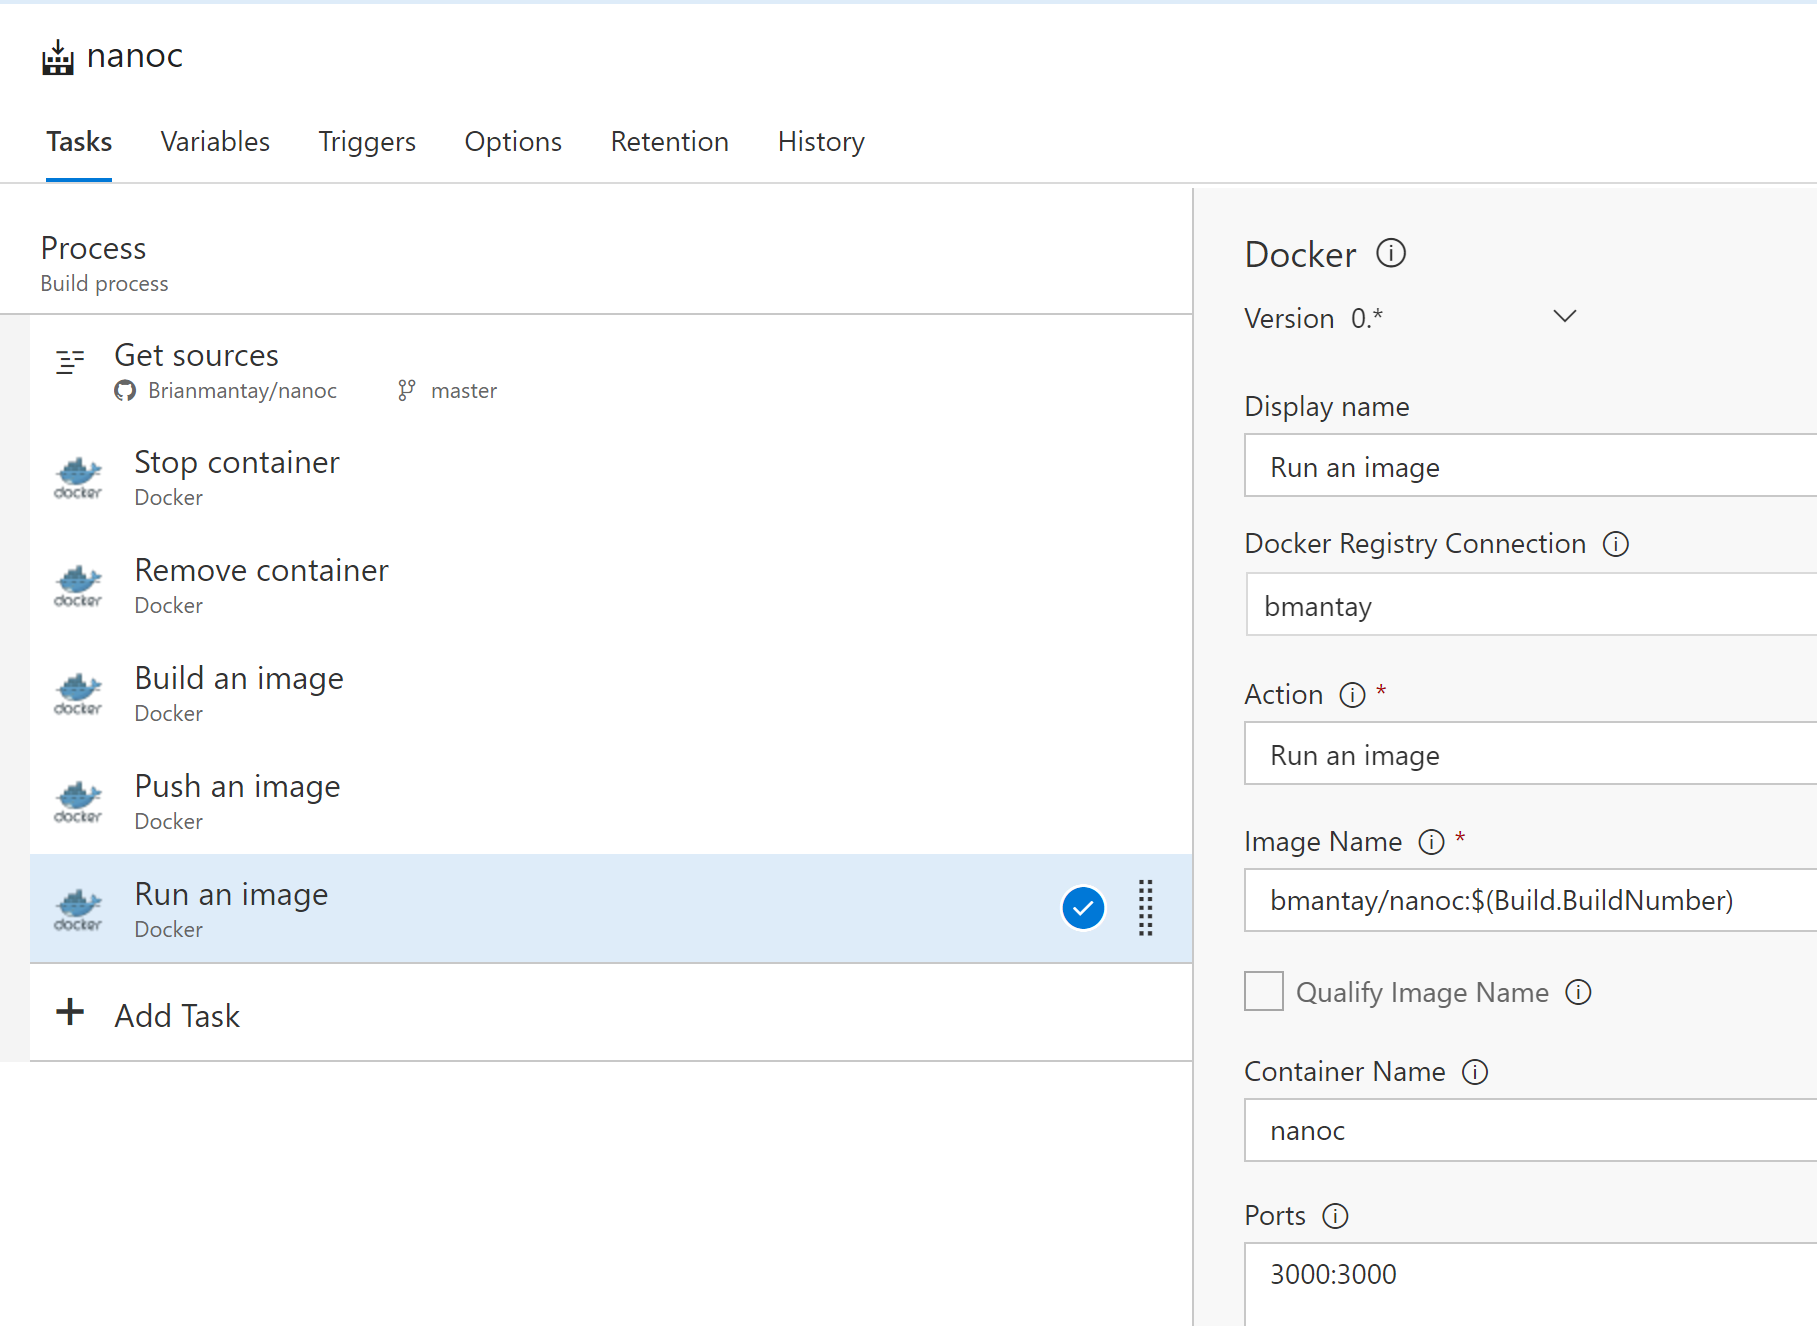 nanoc
Tasks Variables Triggers Options Retention History
Process
Build process
Get sources
Brianmantay/nanoc master
docker
Stop container
Docker
docker
Remove container
Docker
docker
Build an image
Docker
docker
Push an image
Docker
docker
Run an image
Docker
Add Task
Docker
Version 0.*
Display name
Run an image
Docker Registry Connection
bmantay
Action *
Run an image
Image Name *
bmantay/nanoc:$(Build.BuildNumber)
Qualify Image Name
Container Name
nanoc
Ports
3000:3000